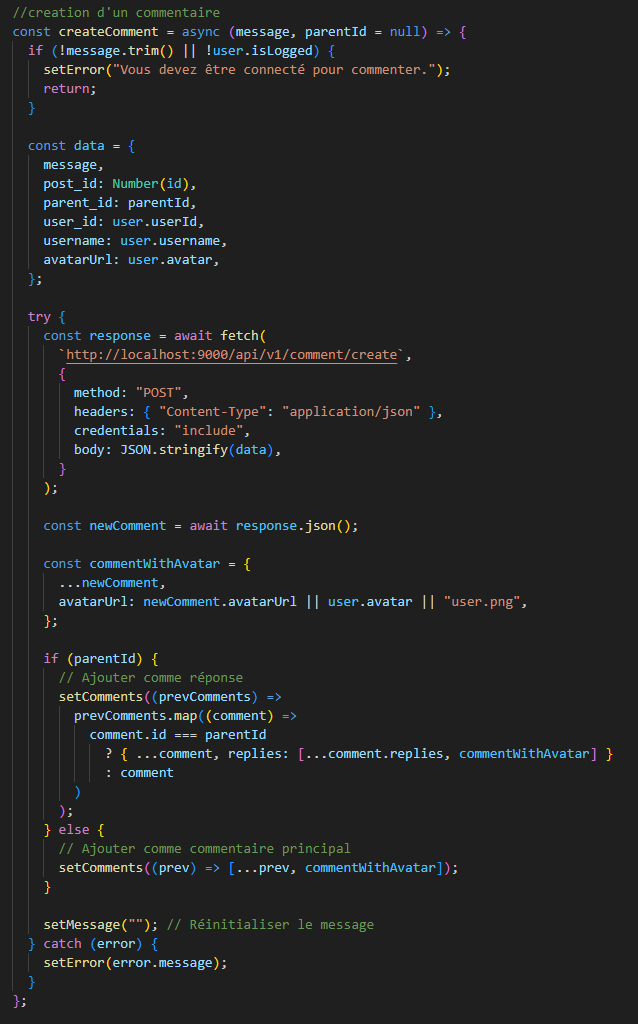 //creation d'un commentaire
const createComment = async (message, parentId = null) => {
  if (!message.trim() || !user.isLogged) {
    setError("Vous devez être connecté pour commenter.");
    return;
  }

  const data = {
    message,
    post_id: Number(id),
    parent_id: parentId,
    user_id: user.userId,
    username: user.username,
    avatarUrl: user.avatar,
  };

  try {
    const response = await fetch(
      `http://localhost:9000/api/v1/comment/create`,
      {
        method: "POST",
        headers: { "Content-Type": "application/json" },
        credentials: "include",
        body: JSON.stringify(data),
      }
    );

    const newComment = await response.json();

    const commentWithAvatar = {
      ...newComment,
      avatarUrl: newComment.avatarUrl || user.avatar || "user.png",
    };

    if (parentId) {
      // Ajouter comme réponse
      setComments((prevComments) =>
        prevComments.map((comment) =>
          comment.id === parentId
            ? { ...comment, replies: [...comment.replies, commentWithAvatar] }
            : comment
        )
      );
    } else {
      // Ajouter comme commentaire principal
      setComments((prev) => [...prev, commentWithAvatar]);
    }

    setMessage(""); // Réinitialiser le message
  } catch (error) {
    setError(error.message);
  }
};